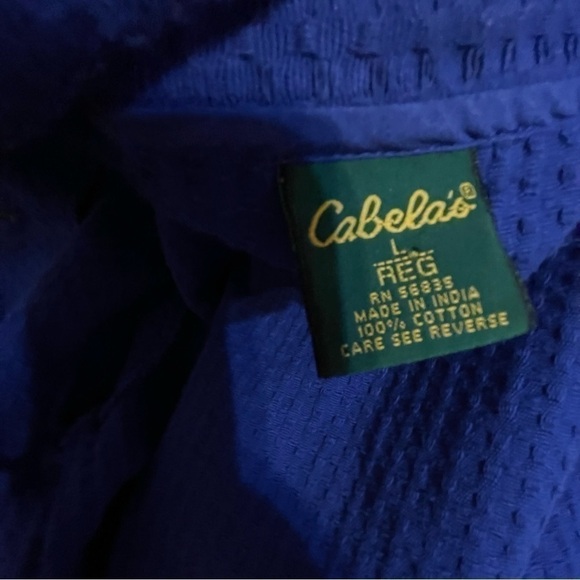 Cabela's®
L
REG
RN 56835
MADE IN INDIA
100% COTTON
CARE SEE REVERSE